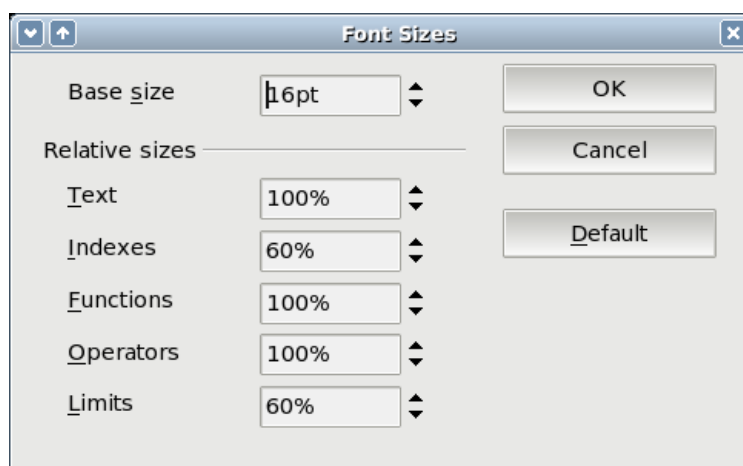 Font Sizes
Base size 16pt OK
Relative sizes Cancel
Text 100%
Indexes 60% Default
Functions 100%
Operators 100%
Limits 60%